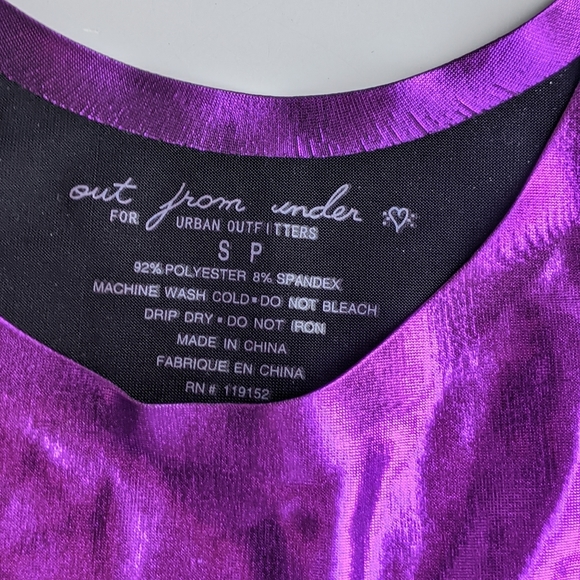 out from under
FOR URBAN OUTFITTERS
S P
92% POLYESTER 8% SPANDEX
MACHINE WASH COLD▪DO NOT BLEACH
DRIP DRY▪DO NOT IRON
MADE IN CHINA
FABRIQUE EN CHINA
RN# 119152